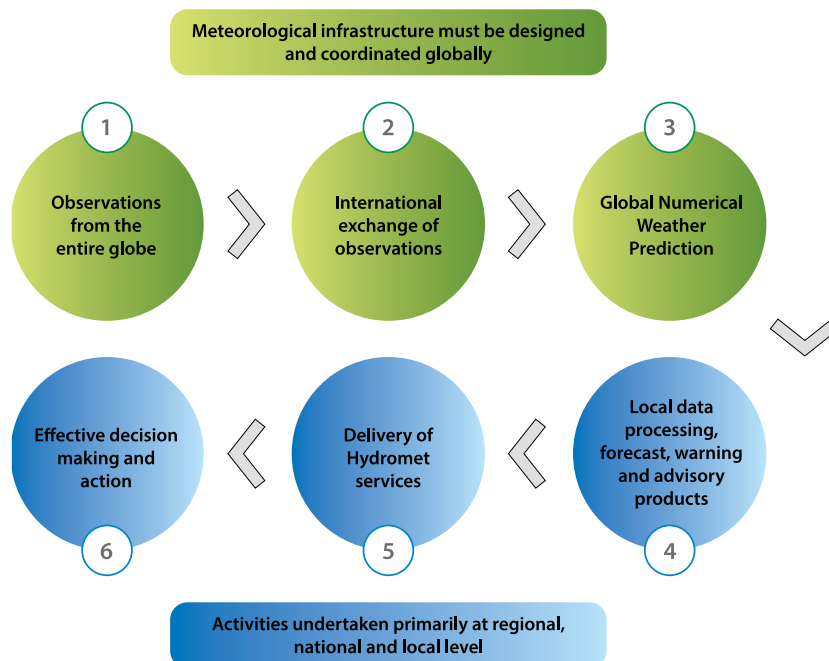 Meteorological infrastructure must be designed
and coordinated globally
1
Observations
from the
entire globe
2
International
exchange of
observations
3
Global Numerical
Weather
Prediction
Local data
processing,
forecast, warning
and advisory
products
4
Delivery of
Hydromet
services
5
Effective decision
making and
action
6
Activities undertaken primarily at regional,
national and local level